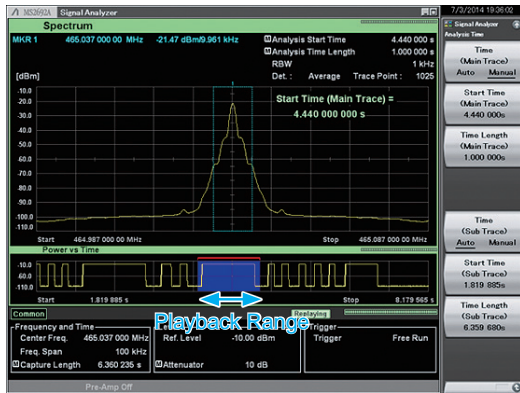 MS2692A Signal Analyzer
7/3/2014 19:36:02
Spectrum
Signal Analyzer
Analysis Time
MKR 1 465.037 000 00 MHz -21.47 dBm/9.961 kHz
Analysis Start Time 4.440 000 s
Analysis Time Length 1.000 000 s
RBW 1 kHz
[dBm] Det. : Average Trace Point : 1025
-10.0
-20.0
-30.0
-40.0
-50.0
-60.0
-70.0
-80.0
-90.0
-100.0
-110.0
Start Time (Main Trace) =
4.440 000 000 s
Start 464.987 000 00 MHz
Stop 465.087 000 00 MHz
Power vs Time
-10.0
-60.0
-110.0
Start 1.819 885 s
Stop 8.179 565 s
Playback Range
Common
Replaying
Frequency and Time
Center Freq. 465.037 000 MHz
Freq. Span 100 kHz
Capture Length 6.360 235 s
Ref. Level -10.00 dBm
Attenuator 10 dB
Trigger
Trigger Free Run
Pre-Amp Off
Time
(Main Trace)
Auto Manual
Start Time
(Main Trace)
4.440 000s
Time Length
(Main Trace)
1.000 000s
Time
(Sub Trace)
Auto Manual
Start Time
(Sub Trace)
1.819 885s
Time Length
(Sub Trace)
6.359 680s